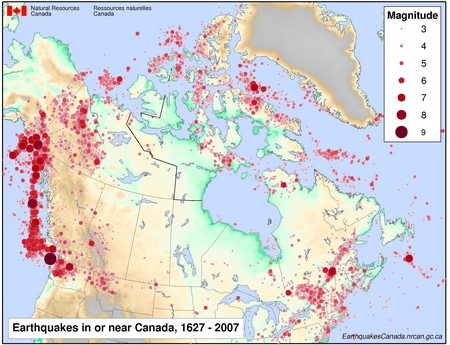 Natural Resources Ressources naturelles
Canada Canada
Magnitude
3
4
5
6
7
8
9
Earthquakes in or near Canada, 1627 - 2007
EarthquakesCanada.nrcan.gc.ca